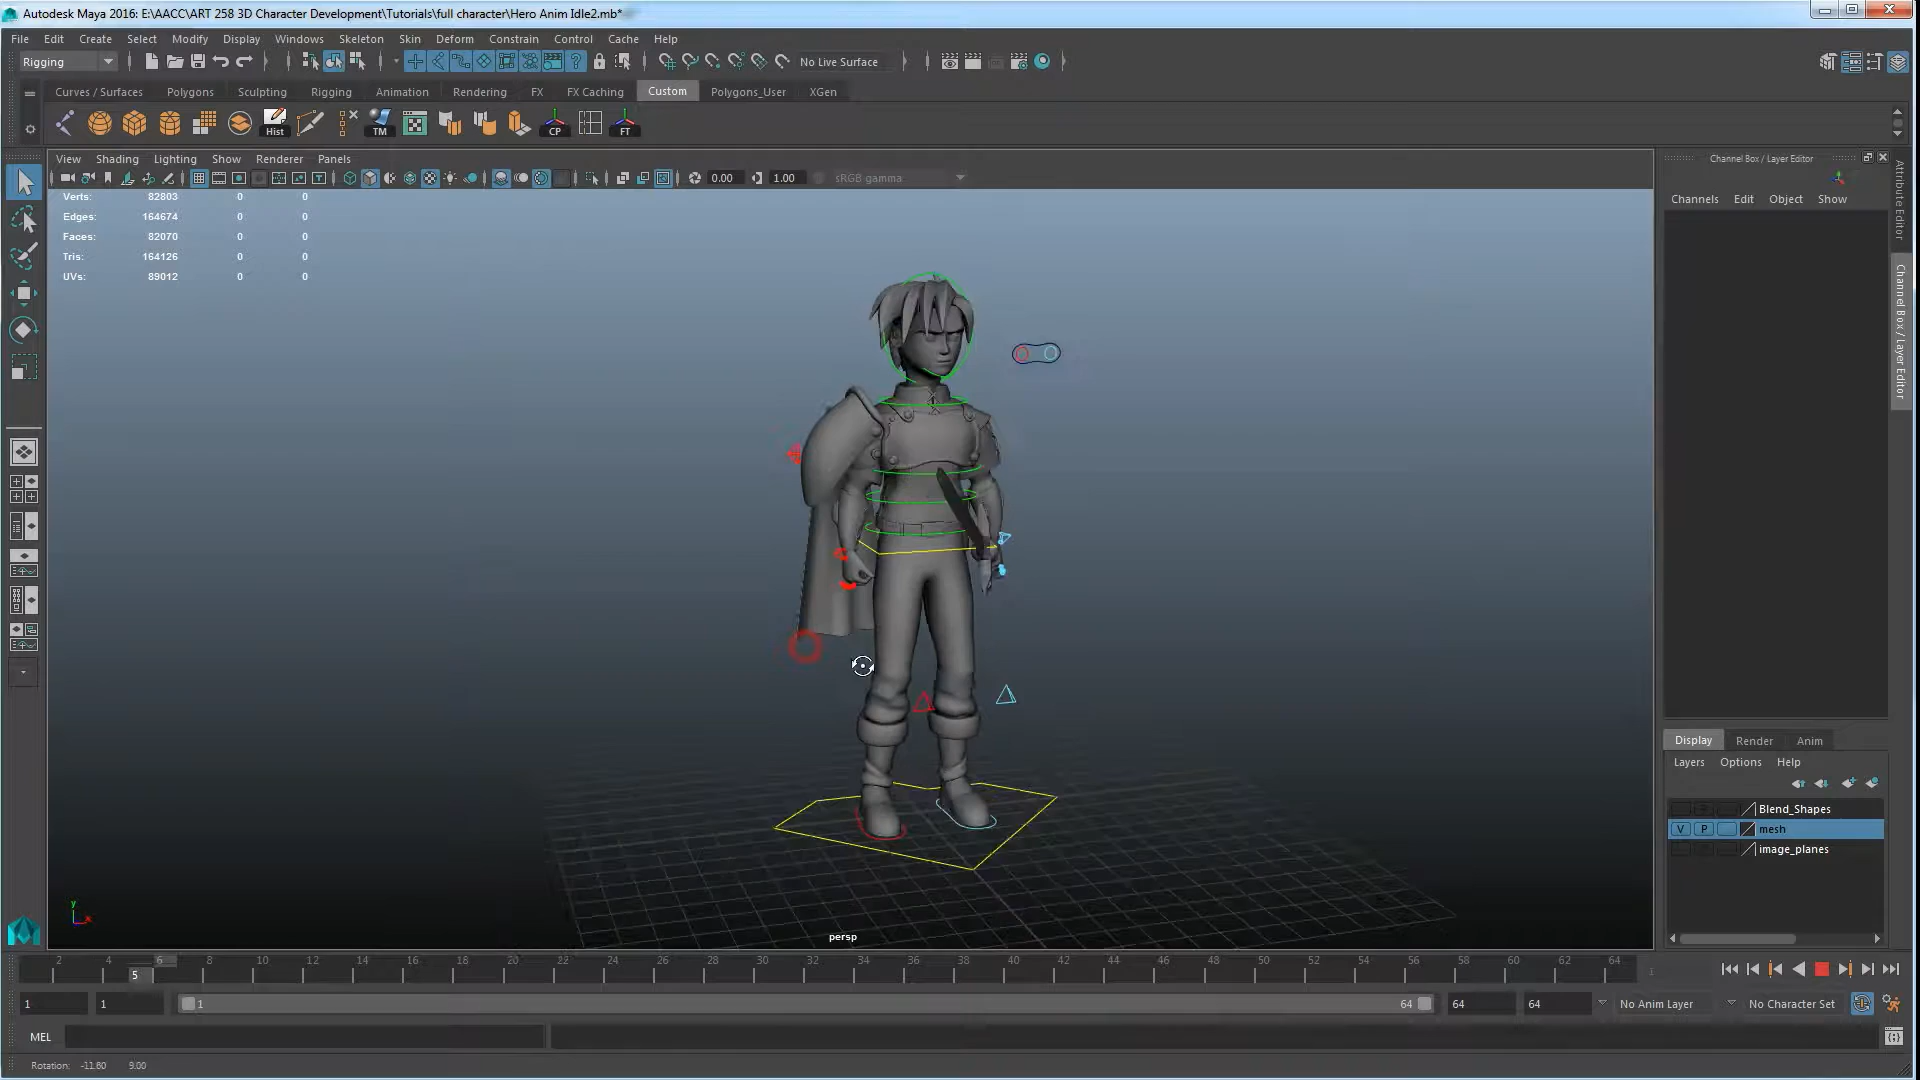 Autodesk Maya 2016: E:\AACC\ART 258 3D Character Development\Tutorials\full character\Hero Anim Idle2.mb*
File Edit Create Select Modify Display Windows Skeleton Skin Deform Constrain Control Cache Help
Rigging No Live Surface
Curves / Surfaces Polygons Sculpting Rigging Animation Rendering FX FX Caching Custom Polygons_User XGen
Hist TM CP FT
View Shading Lighting Show Renderer Panels
0.00 1.00 sRGB gamma
Verts: 82803 0 0
Edges: 164674 0 0
Faces: 82070 0 0
Tris: 164126 0 0
UVs: 89012 0 0
y
x
persp
Channel Box / Layer Editor
Channels Edit Object Show
Attribute Editor
Channel Box / Layer Editor
Display Render Anim
Layers Options Help
Blend_Shapes
V P mesh
image_planes
2 4 6 8 10 12 14 16 18 20 22 24 26 28 30 32 34 36 38 40 42 44 46 48 50 52 54 56 58 60 62 64
5
1 1 1 64 64 64 No Anim Layer No Character Set
MEL
Rotation: -11.80 9.00